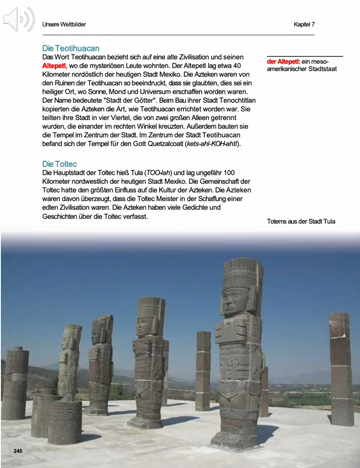 Unsere Weltbilder
Kapitel 7
Die Teotihuacan
Das Wort Teotihuacan bezieht sich auf eine alte Zivilisation und seinen
Altepetl, wo die mysteriösen Leute wohnten. Der Altepetl lag etwa 40
Kilometer nordöstlich der heutigen Stadt Mexiko. Die Azteken waren von
den Ruinen der Teotihuacan so beeindruckt, dass sie glaubten, dies sei ein
heiliger Ort, wo Sonne, Mond und Universum erschaffen worden waren.
Der Name bedeutete "Stadt der Götter". Beim Bau ihrer Stadt Tenochtitlan
kopierten die Azteken die Art, wie Teotihuacan errichtet worden war. Sie
teilten ihre Stadt in vier Viertel, die von zwei großen Alleen getrennt
wurden, die einander im rechten Winkel kreuzten. Außerdem bauten sie
die Tempel im Zentrum der Stadt. Im Zentrum der Stadt Teotihuacan
befand sich der Tempel für den Gott Quetzalcoatl (kets-ahl-KOH-ahtl).
der Altepetl: ein meso-
amerikanischer Stadtstaat
Die Toltec
Die Hauptstadt der Toltec hieß Tula (TOO-lah) und lag ungefähr 100
Kilometer nordwestlich der heutigen Stadt Mexiko. Die Gemeinschaft der
Toltec hatte den größten Einfluss auf die Kultur der Azteken. Die Azteken
waren davon überzeugt, dass die Toltec Meister in der Schaffung einer
edlen Zivilisation waren. Die Azteken haben viele Gedichte und
Geschichten über die Toltec verfasst.
Totems aus der Stadt Tula
245